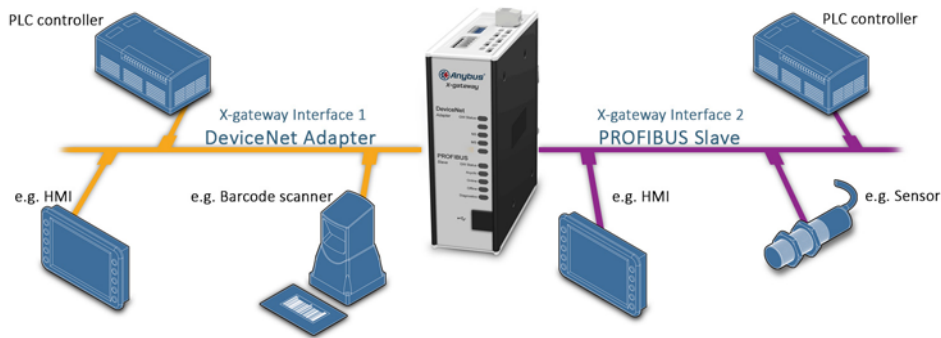 PLC controller
PLC controller
X-gateway Interface 1
DeviceNet Adapter
X-gateway Interface 2
PROFIBUS Slave
Anybus®
X-gateway
DeviceNet
Adapter
PROFIBUS
Slave
e.g. HMI
e.g. Barcode scanner
e.g. HMI
e.g. Sensor